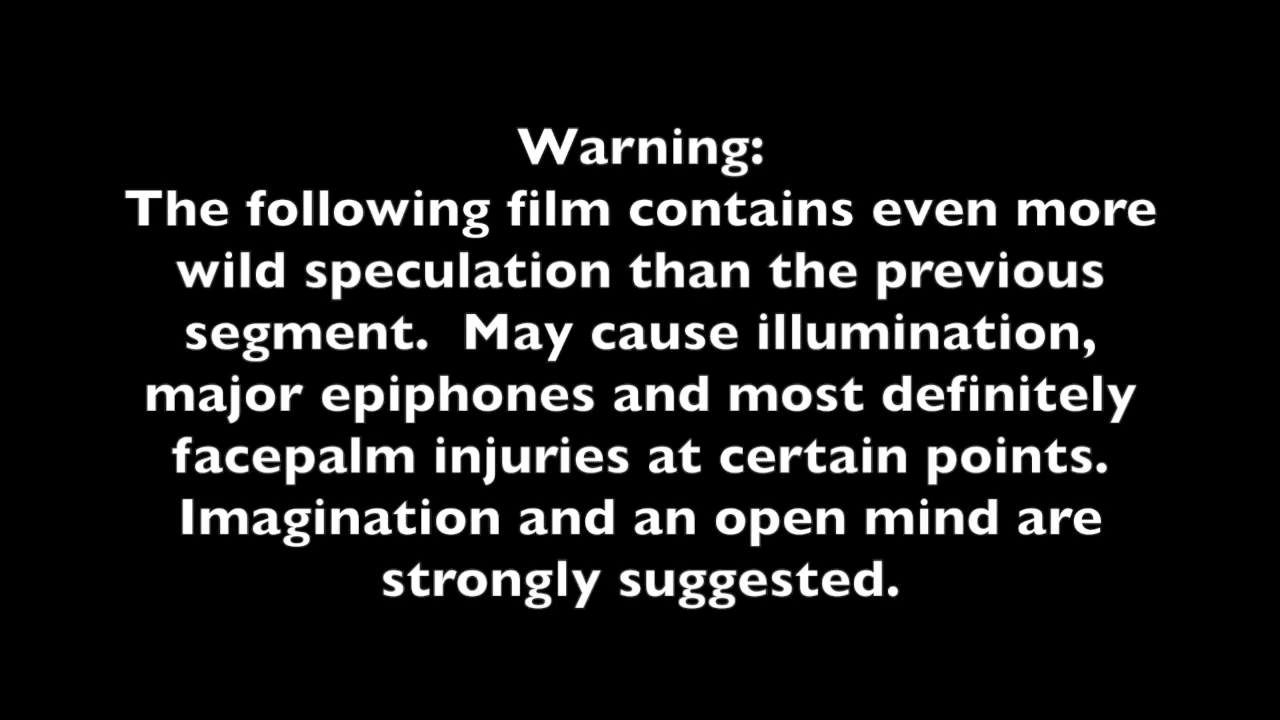 Warning:
The following film contains even more
wild speculation than the previous
segment.  May cause illumination,
major epiphones and most definitely
facepalm injuries at certain points.
Imagination and an open mind are
strongly suggested.